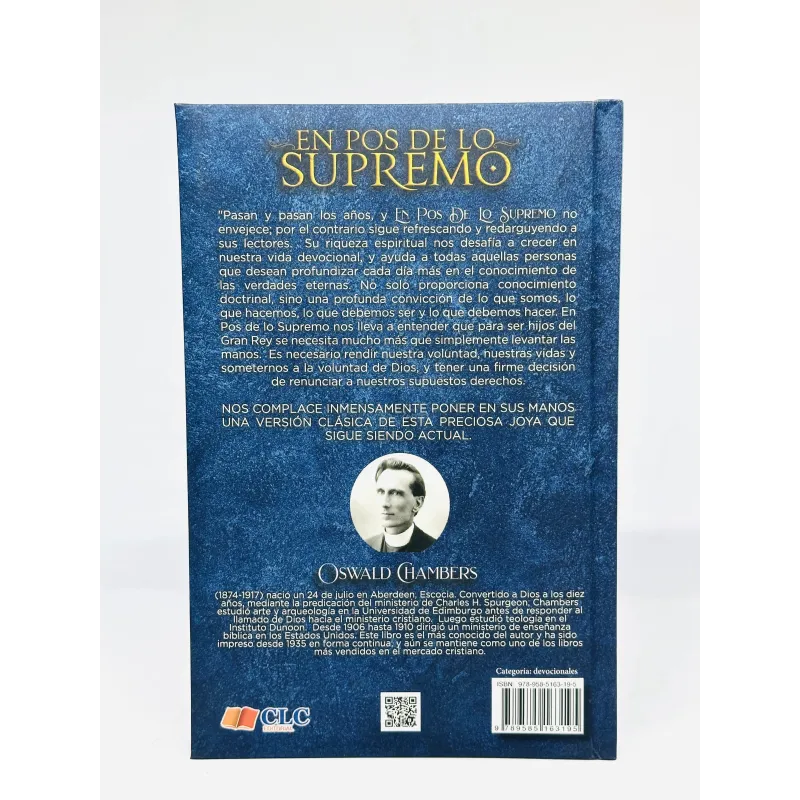 EN POS DE LO
SUPREMO
"Pasan y pasan los años, y EN POS DE LO SUPREMO no
envejece; por el contrario sigue refrescando y redarguyendo a
sus lectores. Su riqueza espiritual nos desafía a crecer en
nuestra vida devocional, y ayuda a todas aquellas personas
que desean profundizar cada día más en el conocimiento de
las verdades eternas. No solo proporciona conocimiento
doctrinal, sino una profunda convicción de lo que somos, lo
que hacemos, lo que debemos ser y lo que debemos hacer. En
Pos de lo Supremo nos lleva a entender que para ser hijos del
Gran Rey se necesita mucho más que simplemente levantar las
manos. Es necesario rendir nuestra voluntad, nuestras vidas y
someternos a la voluntad de Dios, y tener una firme decisión
de renunciar a nuestros supuestos derechos.
NOS COMPLACE INMENSAMENTE PONER EN SUS MANOS
UNA VERSIÓN CLÁSICA DE ESTA PRECIOSA JOYA QUE
SIGUE SIENDO ACTUAL.
OSWALD CHAMBERS
(1874-1917) nació un 24 de julio en Aberdeen, Escocia. Convertido a Dios a los diez
años, mediante la predicación del ministerio de Charles H. Spurgeon; Chambers
estudió arte y arqueología en la Universidad de Edimburgo antes de responder al
llamado de Dios hacia el ministerio cristiano. Luego estudió teología en el
Instituto Dunoon. Desde 1906 hasta 1910 dirigió un ministerio de enseñanza
bíblica en los Estados Unidos. Este libro es el más conocido del autor y ha sido
impreso desde 1935 en forma continua, y aún se mantiene como uno de los libros
más vendidos en el mercado cristiano.
Categoría: devocionales
ISBN: 978-958-5163-19-5
9 789585 163195
CLC
EDITORIAL